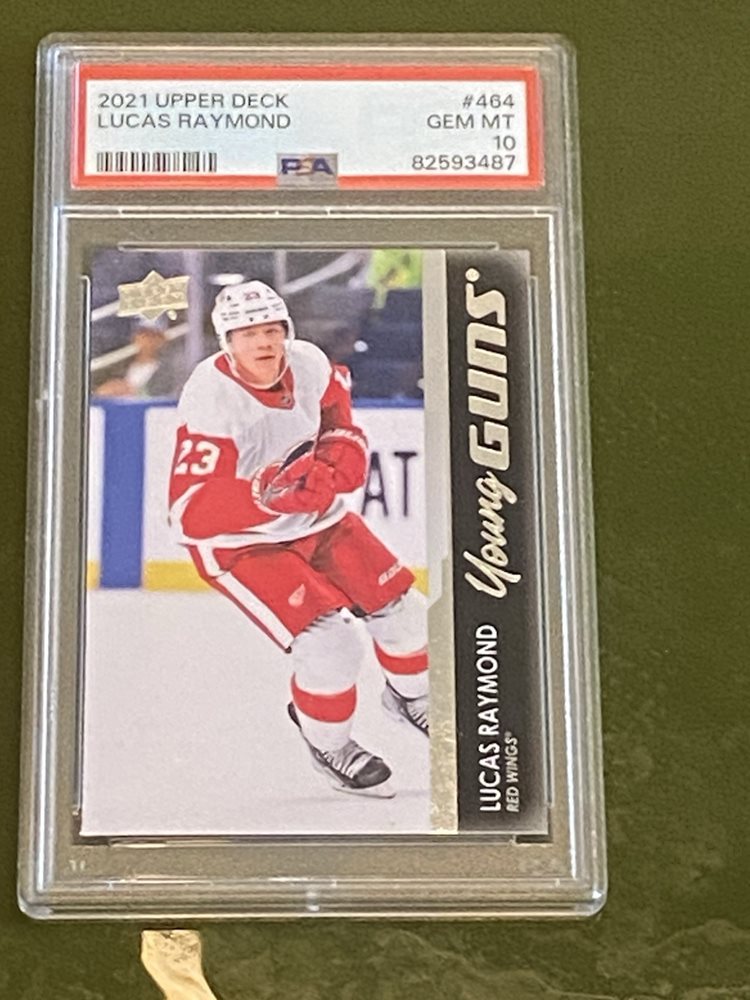 2021 UPPER DECK #464
LUCAS RAYMOND GEM MT
10
PSA 82593487
23
23
AT
Young GUNS
LUCAS RAYMOND
RED WINGS